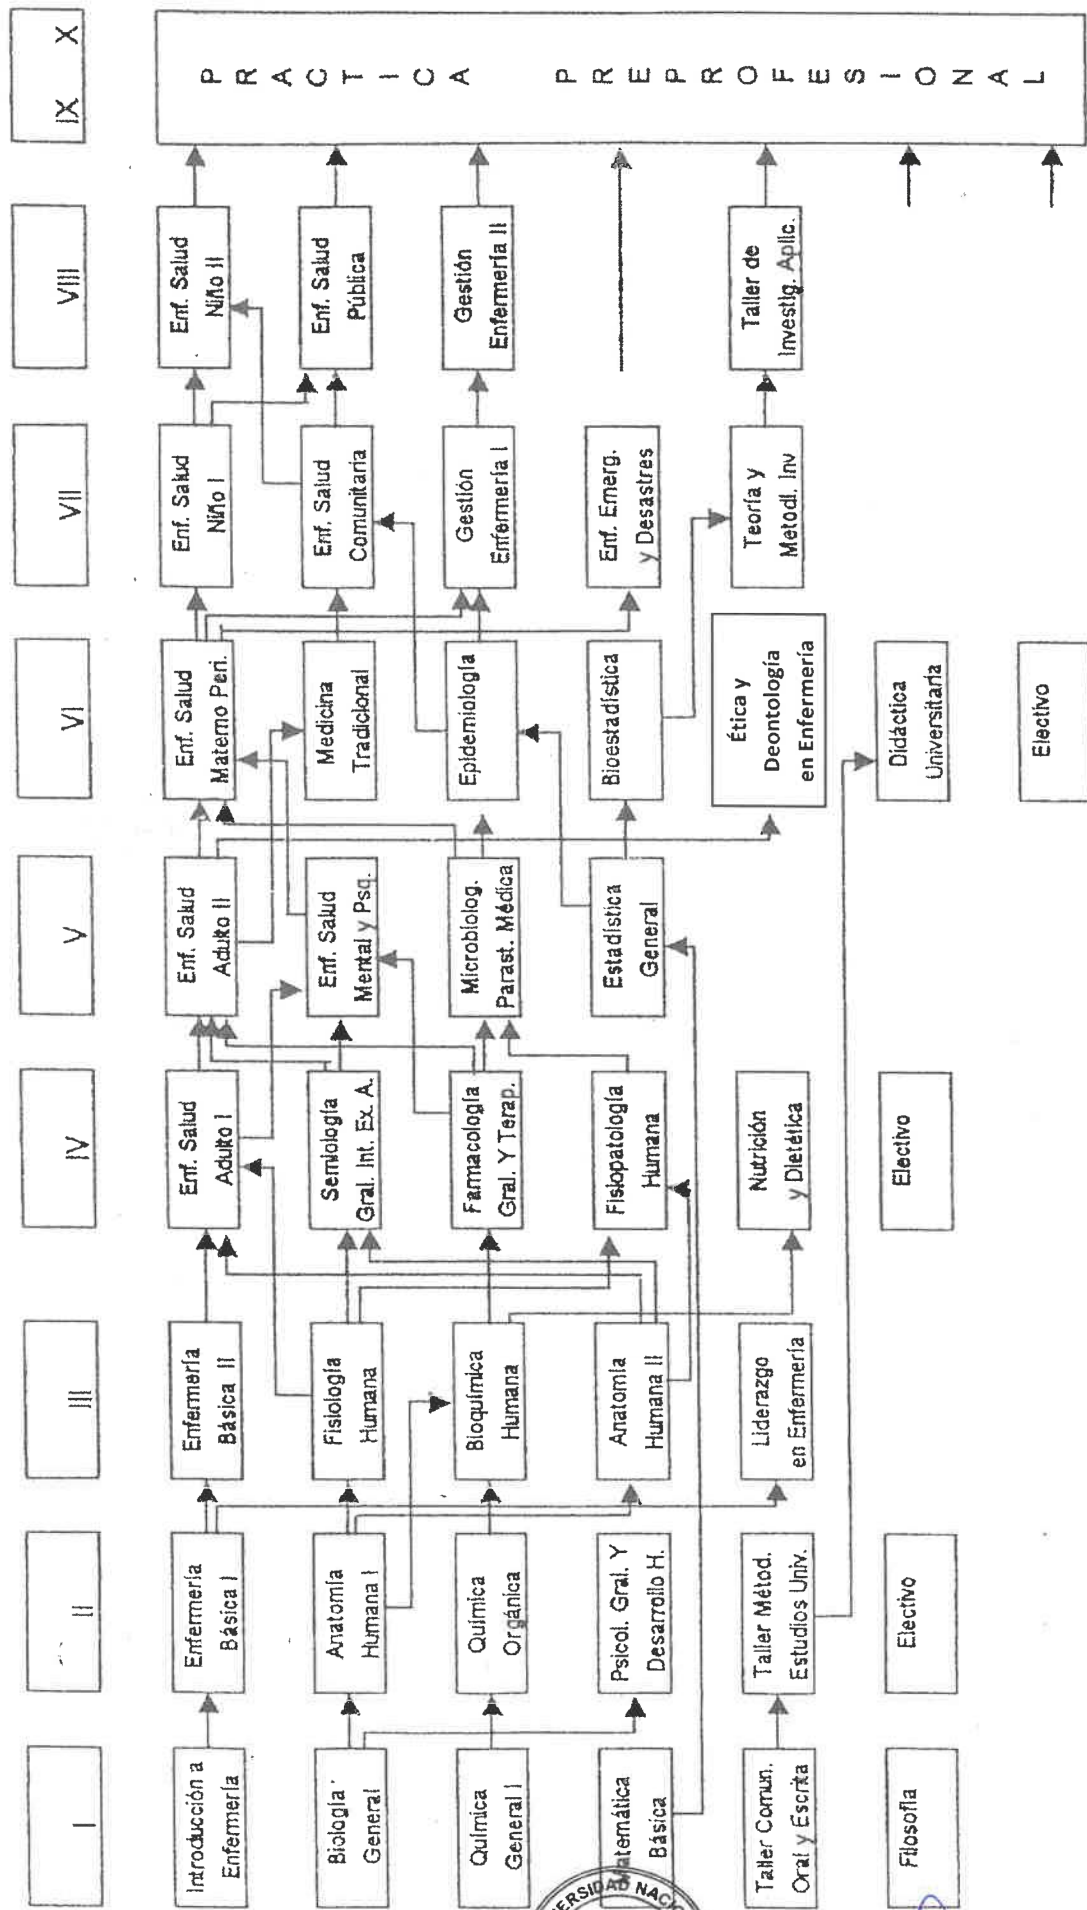 I
II
III
IV
V
VI
VII
VIII
IX X
Introducción a
Enfermería
Biología
General
Química
General I
Matemática
Básica
Taller Comun.
Oral y Escrita
Filosofía
Enfermería
Básica I
Anatomía
Humana I
Química
Orgánica
Psicol. Gral. Y
Desarrollo H.
Taller Métod.
Estudios Univ.
Electivo
Enfermería
Básica II
Fisiología
Humana
Bioquímica
Humana
Anatomía
Humana II
Liderazgo
en Enfermería
Enf. Salud
Adulto I
Semiología
Gral. Int. Ex. A.
Farmacología
Gral. Y Terap.
Fisiopatología
Humana
Nutrición
y Dietética
Electivo
Enf. Salud
Adulto II
Enf. Salud
Mental y Psq.
Microbiolog.
Parast. Médica
Estadística
General
Enf. Salud
Materno Peri.
Medicina
Tradicional
Epidemiología
Bioestadística
Ética y
Deontología
en Enfermería
Didáctica
Universitaria
Electivo
Enf. Salud
Niño I
Enf. Salud
Comunitaria
Gestión
Enfermería I
Enf. Emerg.
y Desastres
Teoría y
Metodl. Inv
Enf. Salud
Niño II
Enf. Salud
Pública
Gestión
Enfermería II
Taller de
Investig. Aplic.
PRACTICA PREPROFESIONAL